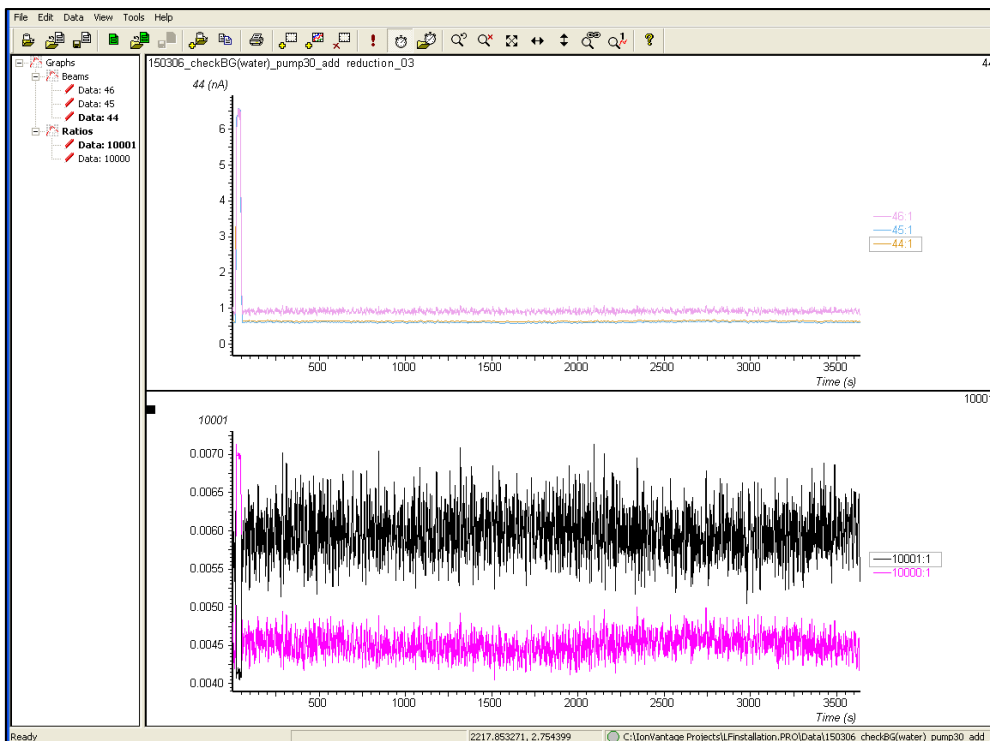 File Edit Data View Tools Help
Graphs
Beams
Data: 46
Data: 45
Data: 44
Ratios
Data: 10001
Data: 10000
150306_checkBG(water)_pump30_add reduction_03
44
44 (nA)
6
5
4
3
2
1
0
500 1000 1500 2000 2500 3000 3500
Time (s)
46:1
45:1
44:1
10001
10001
0.0070
0.0065
0.0060
0.0055
0.0050
0.0045
0.0040
500 1000 1500 2000 2500 3000 3500
Time (s)
10001:1
10000:1
Ready
2217.853271, 2.754399
C:\IonVantage Projects\LFinstallation.PRO\Data\150306_checkBG(water)_pump30_add